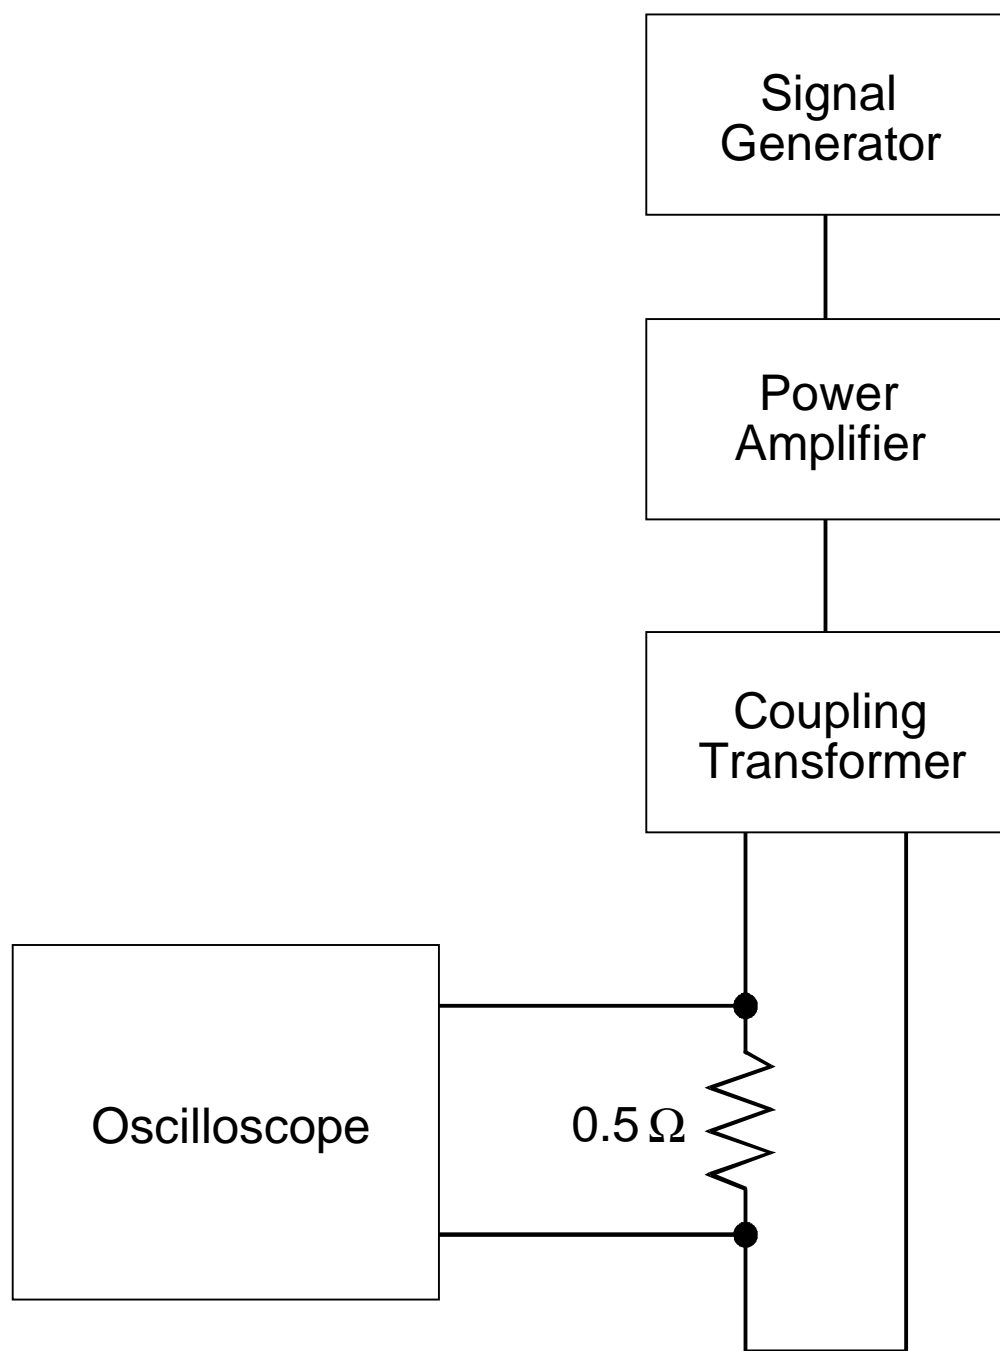 Signal
Generator
Power
Amplifier
Coupling
Transformer
Oscilloscope
0.5 Ω